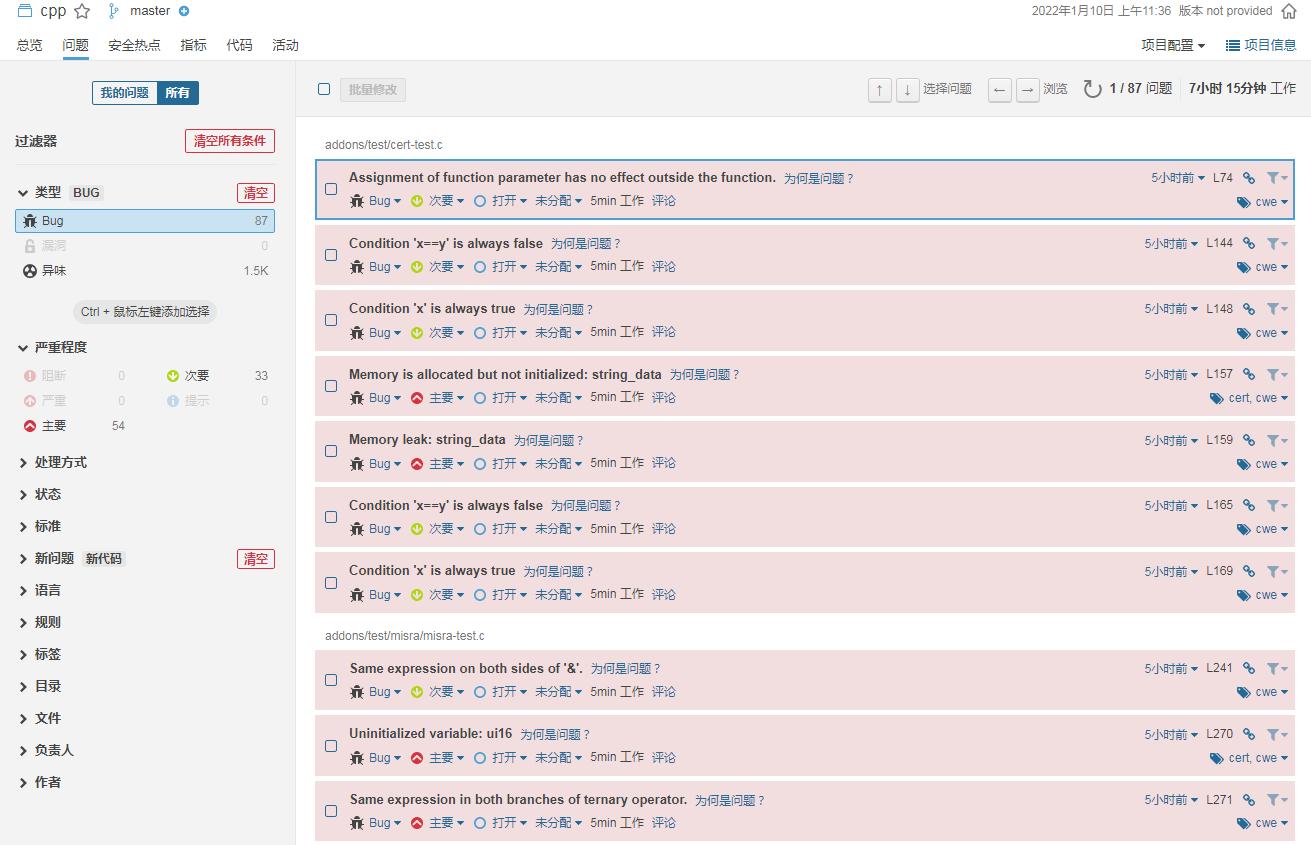 cpp master 2022年1月10日 上午11:36 版本 not provided
总览 问题 安全热点 指标 代码 活动 项目配置 项目信息
我的问题 所有
过滤器 清空所有条件
类型 BUG 清空
Bug 87
漏洞 0
异味 1.5K
Ctrl + 鼠标左键添加选择
严重程度
阻断 0 次要 33
严重 0 提示 0
主要 54
处理方式
状态
标准
新问题 新代码 清空
语言
规则
标签
目录
文件
负责人
作者
批量修改 ↑ ↓ 选择问题 ← → 浏览 1 / 87 问题 7小时 15分钟 工作
addons/test/cert-test.c
Assignment of function parameter has no effect outside the function. 为何是问题? 5小时前 L74
Bug 次要 打开 未分配 5min 工作 评论 cwe
Condition 'x==y' is always false 为何是问题? 5小时前 L144
Bug 次要 打开 未分配 5min 工作 评论 cwe
Condition 'x' is always true 为何是问题? 5小时前 L148
Bug 次要 打开 未分配 5min 工作 评论 cwe
Memory is allocated but not initialized: string_data 为何是问题? 5小时前 L157
Bug 主要 打开 未分配 5min 工作 评论 cert, cwe
Memory leak: string_data 为何是问题? 5小时前 L159
Bug 主要 打开 未分配 5min 工作 评论 cwe
Condition 'x==y' is always false 为何是问题? 5小时前 L165
Bug 次要 打开 未分配 5min 工作 评论 cwe
Condition 'x' is always true 为何是问题? 5小时前 L169
Bug 次要 打开 未分配 5min 工作 评论 cwe
addons/test/misra/misra-test.c
Same expression on both sides of '&'. 为何是问题? 5小时前 L241
Bug 次要 打开 未分配 5min 工作 评论 cwe
Uninitialized variable: ui16 为何是问题? 5小时前 L270
Bug 主要 打开 未分配 5min 工作 评论 cert, cwe
Same expression in both branches of ternary operator. 为何是问题? 5小时前 L271
Bug 主要 打开 未分配 5min 工作 评论 cwe